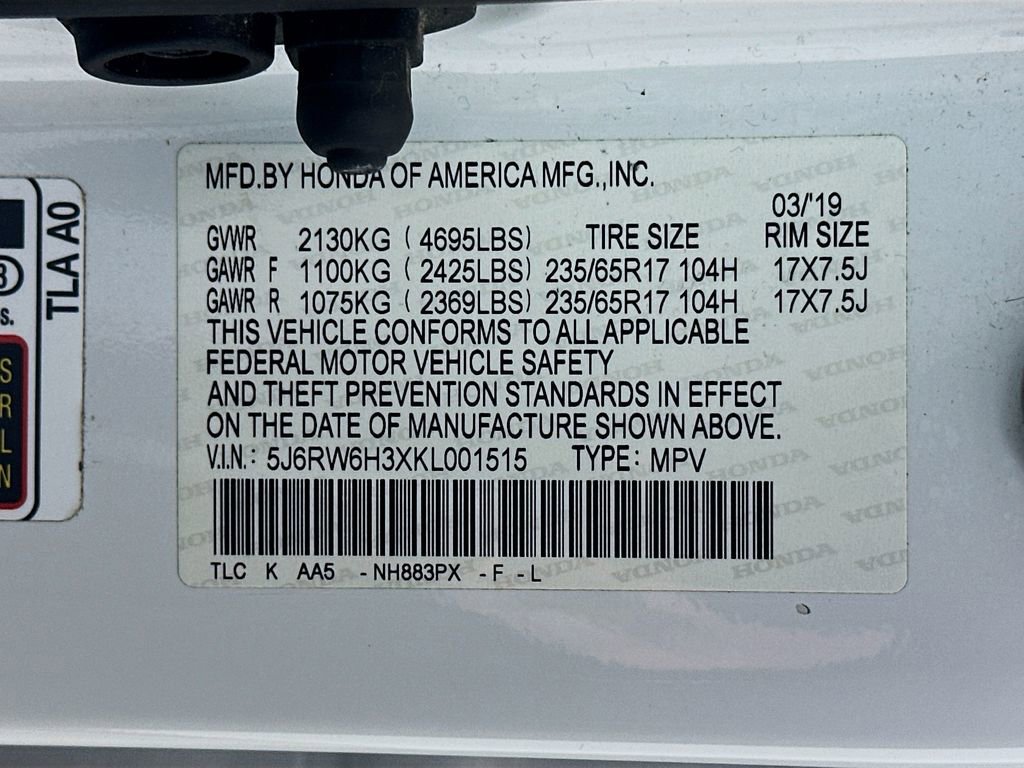 MFD.BY HONDA OF AMERICA MFG.,INC.
03/'19
GVWR 2130KG ( 4695LBS) TIRE SIZE RIM SIZE
GAWR F 1100KG ( 2425LBS) 235/65R17 104H 17X7.5J
GAWR R 1075KG ( 2369LBS) 235/65R17 104H 17X7.5J
THIS VEHICLE CONFORMS TO ALL APPLICABLE
FEDERAL MOTOR VEHICLE SAFETY
AND THEFT PREVENTION STANDARDS IN EFFECT
ON THE DATE OF MANUFACTURE SHOWN ABOVE.
V.I.N.: 5J6RW6H3XKL001515 TYPE: MPV
TLC K AA5 - NH883PX - F - L
TLA A0
s.
S
R
L
N